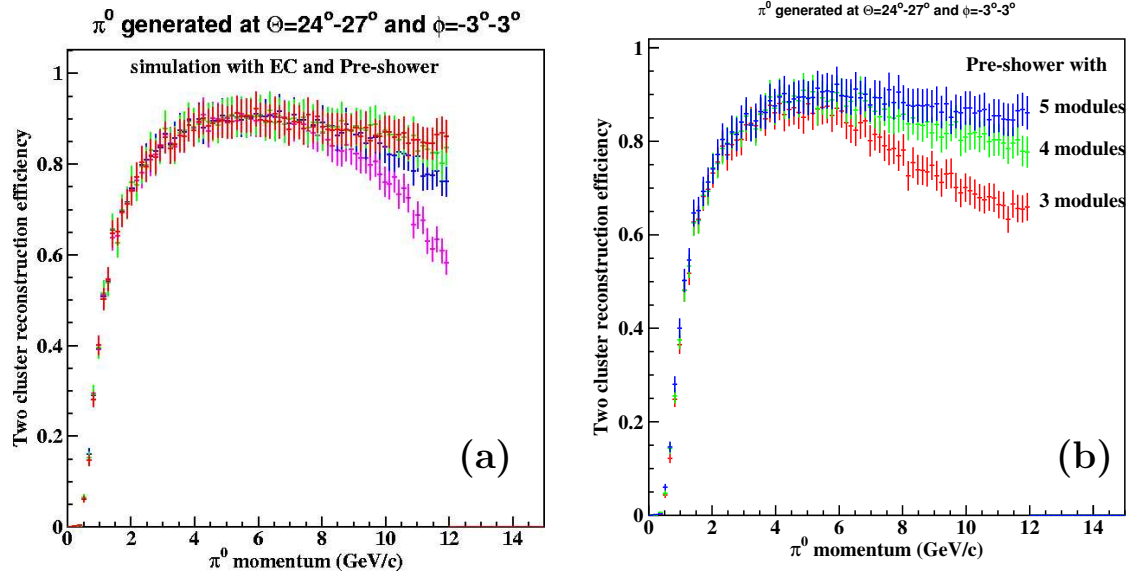 π⁰ generated at Θ=24°-27° and ϕ=-3°-3°
simulation with EC and Pre-shower
Two cluster reconstruction efficiency
1
0.8
0.6
0.4
0.2
0
0 2 4 6 8 10 12 14
π⁰ momentum (GeV/c)
(a)
π⁰ generated at Θ=24°-27° and ϕ=-3°-3°
Pre-shower with
5 modules
4 modules
3 modules
Two cluster reconstruction efficiency
1
0.8
0.6
0.4
0.2
0
0 2 4 6 8 10 12 14
π⁰ momentum (GeV/c)
(b)